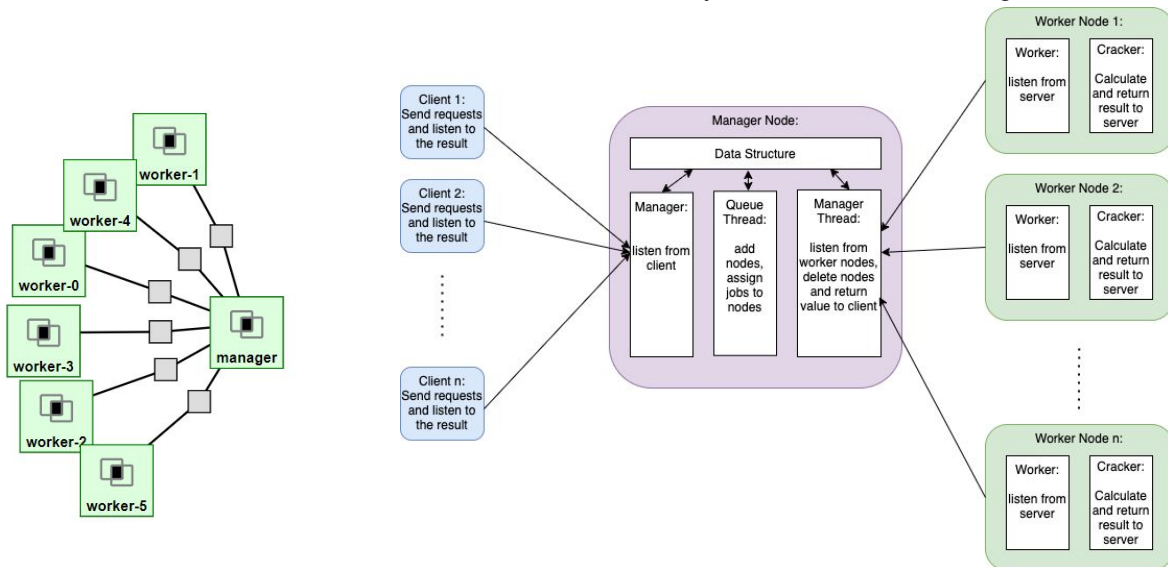 worker-1
worker-4
worker-0
worker-3
worker-2
worker-5
manager
Client 1:
Send requests
and listen to
the result
Client 2:
Send requests
and listen to
the result
Client n:
Send requests
and listen to
the result
Manager Node:
Data Structure
Manager:
listen from
client
Queue
Thread:
add
nodes,
assign
jobs to
nodes
Manager
Thread:
listen from
worker nodes,
delete nodes
and return
value to client
Worker Node 1:
Worker:
listen from
server
Cracker:
Calculate
and return
result to
server
Worker Node 2:
Worker:
listen from
server
Cracker:
Calculate
and return
result to
server
Worker Node n:
Worker:
listen from
server
Cracker:
Calculate
and return
result to
server